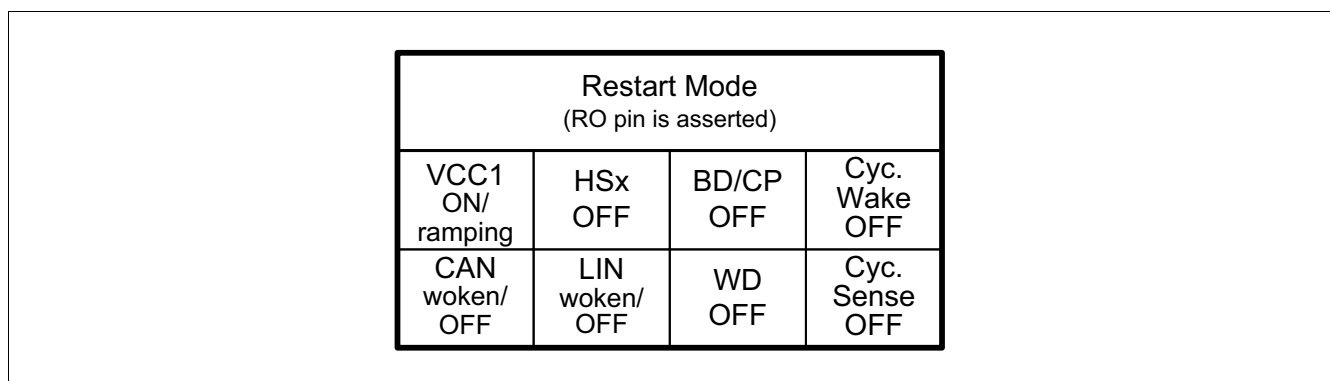 Restart Mode
(RO pin is asserted)
VCC1
ON/
ramping
HSx
OFF
BD/CP
OFF
Cyc.
Wake
OFF
CAN
woken/
OFF
LIN
woken/
OFF
WD
OFF
Cyc.
Sense
OFF